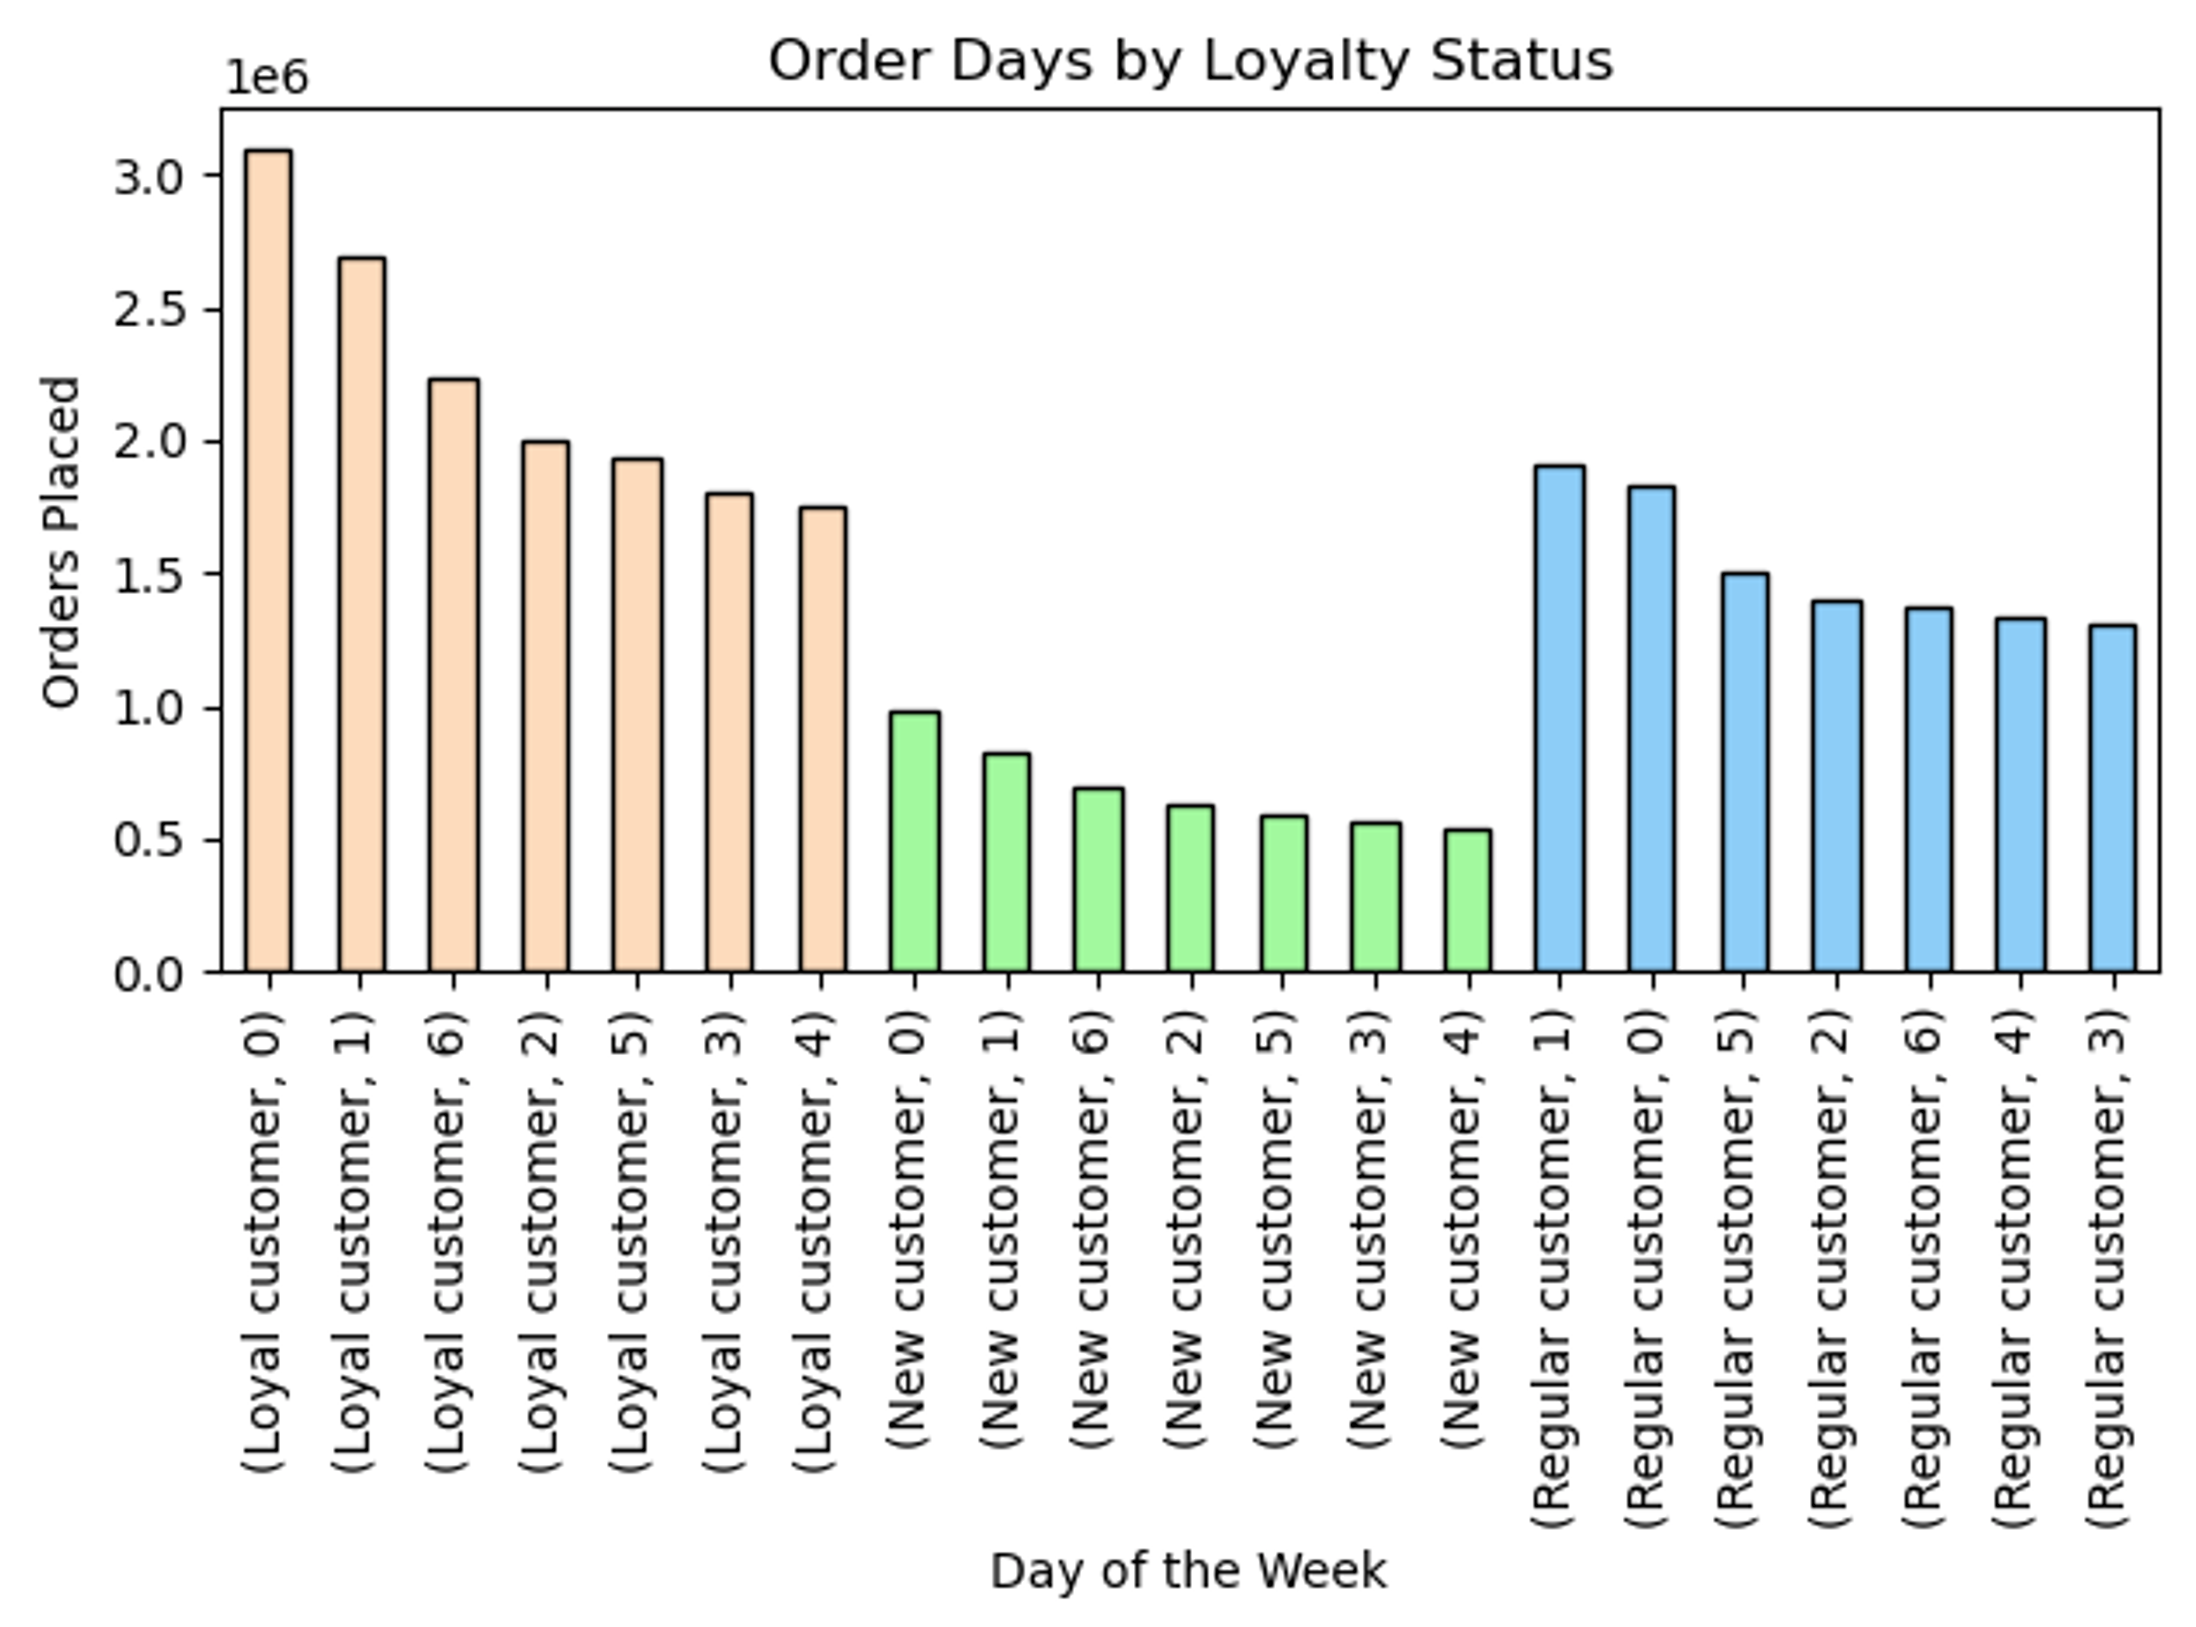 Order Days by Loyalty Status
1e6
3.0
2.5
2.0
1.5
1.0
0.5
0.0
Orders Placed
(Loyal customer, 0)
(Loyal customer, 1)
(Loyal customer, 6)
(Loyal customer, 2)
(Loyal customer, 5)
(Loyal customer, 3)
(Loyal customer, 4)
(New customer, 0)
(New customer, 1)
(New customer, 6)
(New customer, 2)
(New customer, 5)
(New customer, 3)
(New customer, 4)
(Regular customer, 1)
(Regular customer, 0)
(Regular customer, 5)
(Regular customer, 2)
(Regular customer, 6)
(Regular customer, 4)
(Regular customer, 3)
Day of the Week